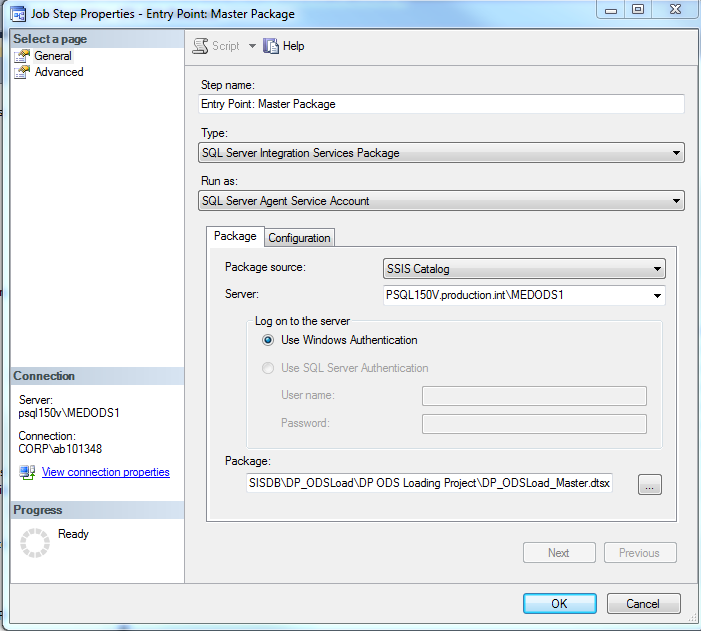 Job Step Properties - Entry Point: Master Package
Select a page
General
Advanced
Script
Help
Step name:
Entry Point: Master Package
Type:
SQL Server Integration Services Package
Run as:
SQL Server Agent Service Account
Package
Configuration
Package source:
SSIS Catalog
Server:
PSQL150V.production.int\MEDODS1
Log on to the server
Use Windows Authentication
Use SQL Server Authentication
User name:
Password:
Package:
SISDB\DP_ODSLoad\DP ODS Loading Project\DP_ODSLoad_Master.dtsx
...
Connection
Server:
psql150v\MEDODS1
Connection:
CORP\ab101348
View connection properties
Progress
Ready
Next
Previous
OK
Cancel